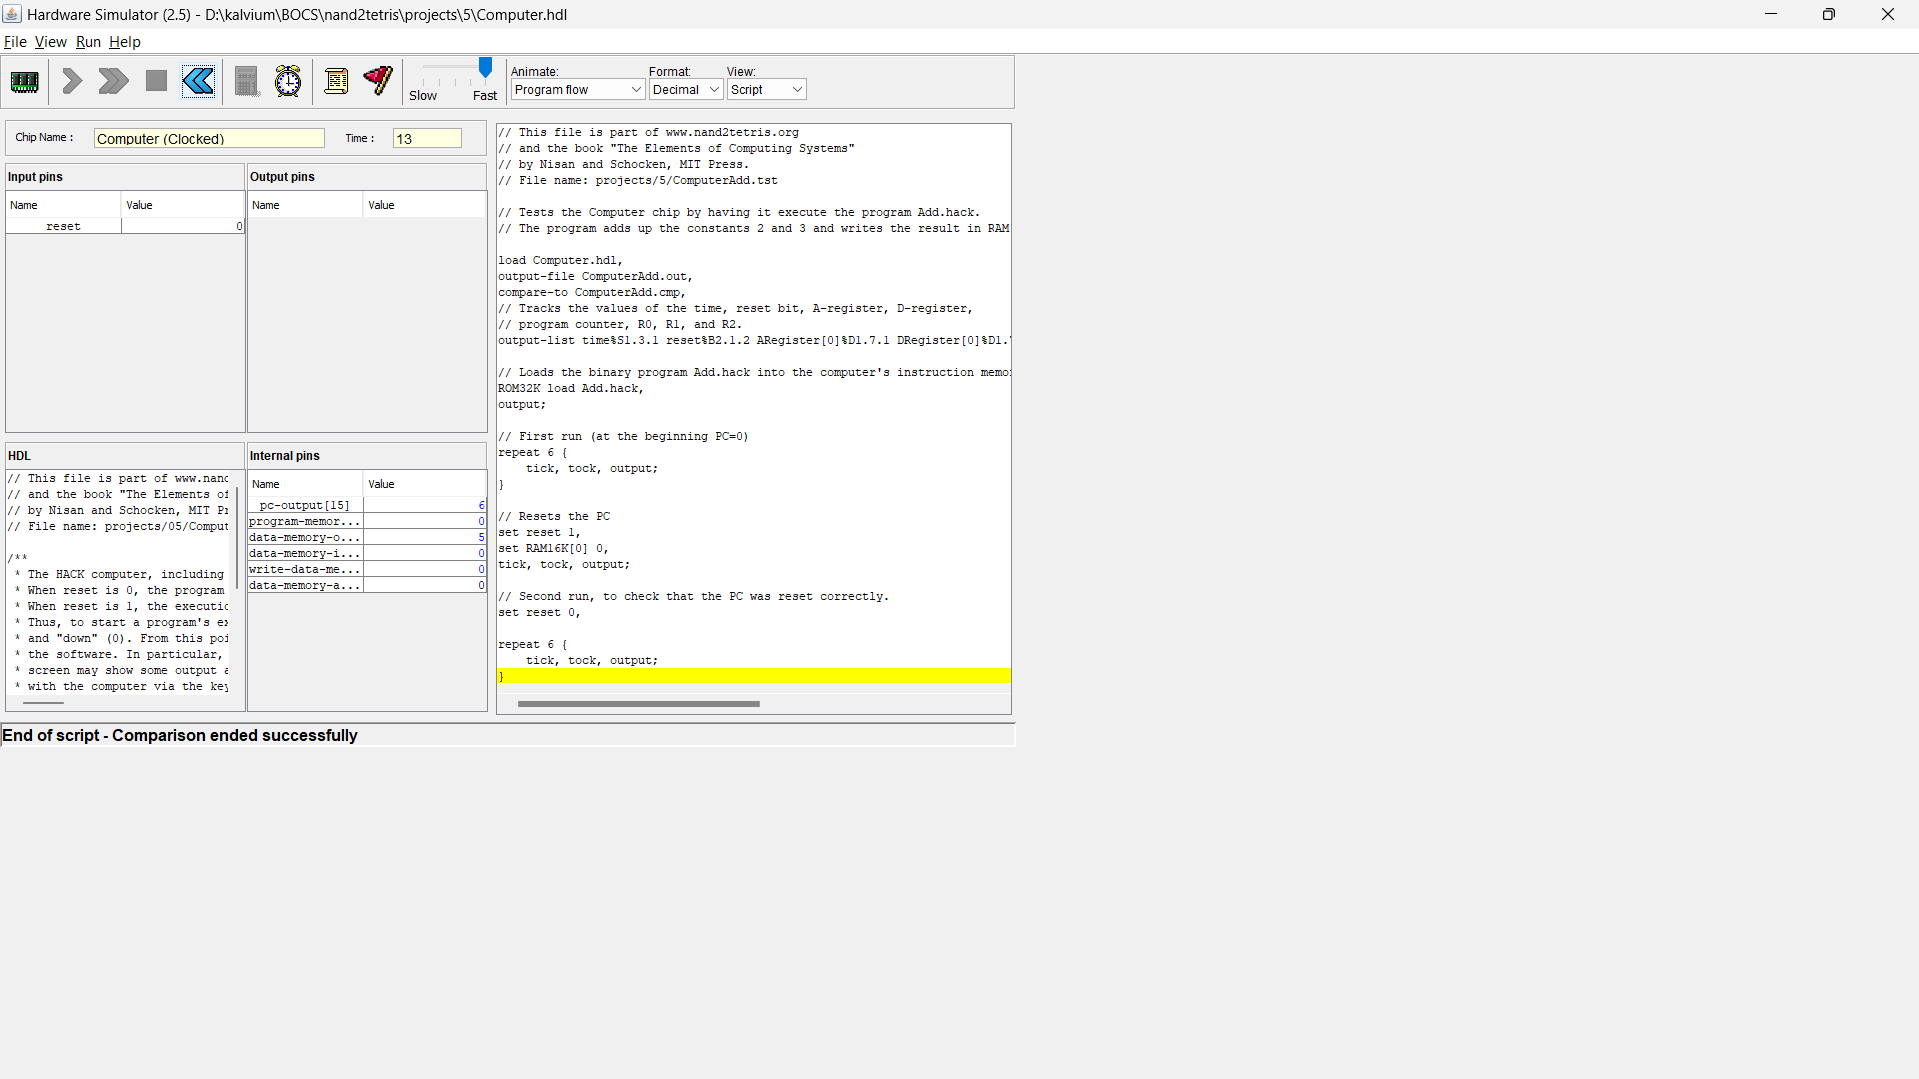 Hardware Simulator (2.5) - D:\kalvium\BOCS\nand2tetris\projects\5\Computer.hdl
File View Run Help
Slow Fast
Animate: Format: View:
Program flow Decimal Script
Chip Name : Computer (Clocked) Time : 13
Input pins
Name Value
reset 0
Output pins
Name Value
HDL
// This file is part of www.nand
// and the book "The Elements of
// by Nisan and Schocken, MIT Pr
// File name: projects/05/Comput
/**
* The HACK computer, including
* When reset is 0, the program
* When reset is 1, the executio
* Thus, to start a program's ex
* and "down" (0). From this poi
* the software. In particular,
* screen may show some output a
* with the computer via the key
Internal pins
Name Value
pc-output[15] 6
program-memor... 0
data-memory-o... 5
data-memory-i... 0
write-data-me... 0
data-memory-a... 0
// This file is part of www.nand2tetris.org
// and the book "The Elements of Computing Systems"
// by Nisan and Schocken, MIT Press.
// File name: projects/5/ComputerAdd.tst
// Tests the Computer chip by having it execute the program Add.hack.
// The program adds up the constants 2 and 3 and writes the result in RAM
load Computer.hdl,
output-file ComputerAdd.out,
compare-to ComputerAdd.cmp,
// Tracks the values of the time, reset bit, A-register, D-register,
// program counter, R0, R1, and R2.
output-list time%S1.3.1 reset%B2.1.2 ARegister[0]%D1.7.1 DRegister[0]%D1.
// Loads the binary program Add.hack into the computer's instruction memo
ROM32K load Add.hack,
output;
// First run (at the beginning PC=0)
repeat 6 {
tick, tock, output;
}
// Resets the PC
set reset 1,
set RAM16K[0] 0,
tick, tock, output;
// Second run, to check that the PC was reset correctly.
set reset 0,
repeat 6 {
tick, tock, output;
}
End of script - Comparison ended successfully